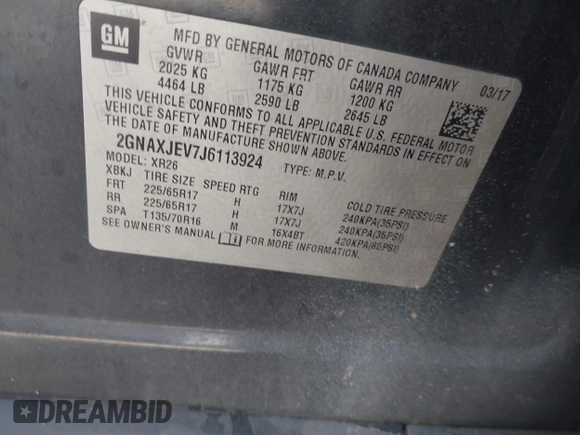 GM
MFD BY GENERAL MOTORS OF CANADA COMPANY
GVWR GAWR FRT GAWR RR 03/17
2025 KG 1175 KG 1200 KG
4464 LB 2590 LB 2645 LB
THIS VEHICLE CONFORMS TO ALL APPLICABLE U.S. FEDERAL MOTOR
VEHICLE SAFETY AND THEFT PREVENTION STANDARDS IN EFFECT ON
THE DATE OF MANUFACTURE SHOWN ABOVE.
2GNAXJEV7J6113924 TYPE: M.P.V.
MODEL: XR26
XBKJ TIRE SIZE SPEED RTG RIM COLD TIRE PRESSURE
FRT 225/65R17 H 17X7J 240KPA(35PSI)
RR 225/65R17 H 17X7J 240KPA(35PSI)
SPA T135/70R16 M 16X4BT 420KPA(60PSI)
SEE OWNER'S MANUAL FOR MORE INFORMATION.
DREAMBID